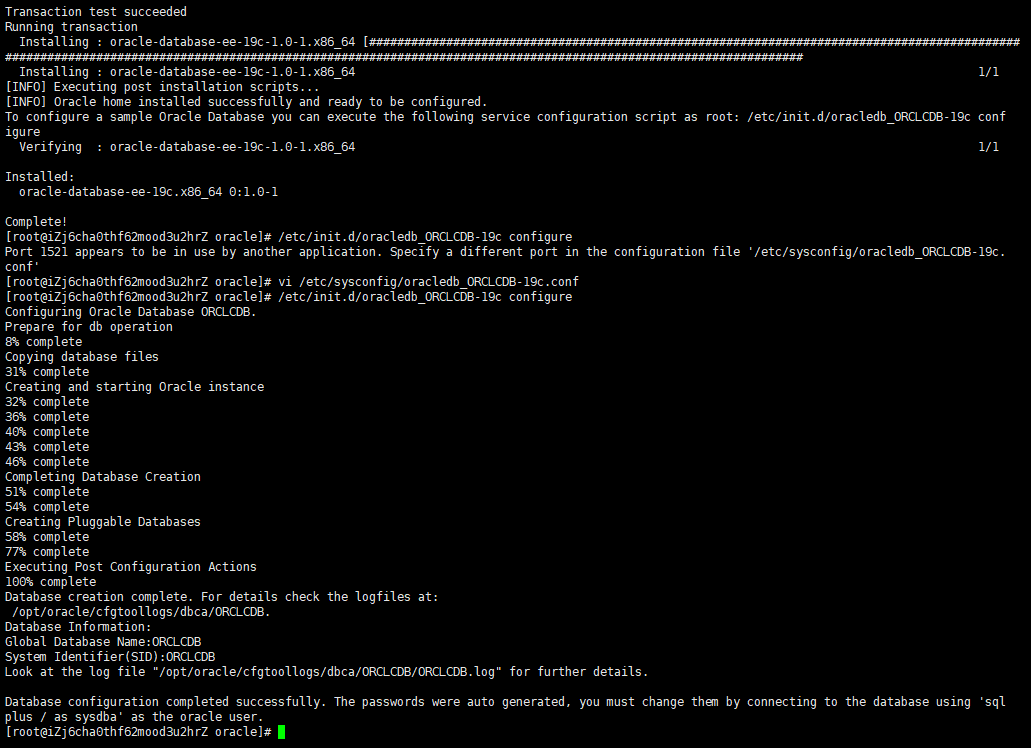 Transaction test succeeded
Running transaction
  Installing : oracle-database-ee-19c-1.0-1.x86_64 [#############################################################################################
##################################################################################################################
  Installing : oracle-database-ee-19c-1.0-1.x86_64                                                                                         1/1
[INFO] Executing post installation scripts...
[INFO] Oracle home installed successfully and ready to be configured.
To configure a sample Oracle Database you can execute the following service configuration script as root: /etc/init.d/oracledb_ORCLCDB-19c conf
igure
  Verifying  : oracle-database-ee-19c-1.0-1.x86_64                                                                                         1/1

Installed:
  oracle-database-ee-19c.x86_64 0:1.0-1

Complete!
[root@iZj6cha0thf62mood3u2hrZ oracle]# /etc/init.d/oracledb_ORCLCDB-19c configure
Port 1521 appears to be in use by another application. Specify a different port in the configuration file '/etc/sysconfig/oracledb_ORCLCDB-19c.
conf'
[root@iZj6cha0thf62mood3u2hrZ oracle]# vi /etc/sysconfig/oracledb_ORCLCDB-19c.conf
[root@iZj6cha0thf62mood3u2hrZ oracle]# /etc/init.d/oracledb_ORCLCDB-19c configure
Configuring Oracle Database ORCLCDB.
Prepare for db operation
8% complete
Copying database files
31% complete
Creating and starting Oracle instance
32% complete
36% complete
40% complete
43% complete
46% complete
Completing Database Creation
51% complete
54% complete
Creating Pluggable Databases
58% complete
77% complete
Executing Post Configuration Actions
100% complete
Database creation complete. For details check the logfiles at:
 /opt/oracle/cfgtoollogs/dbca/ORCLCDB.
Database Information:
Global Database Name:ORCLCDB
System Identifier(SID):ORCLCDB
Look at the log file "/opt/oracle/cfgtoollogs/dbca/ORCLCDB/ORCLCDB.log" for further details.

Database configuration completed successfully. The passwords were auto generated, you must change them by connecting to the database using 'sql
plus / as sysdba' as the oracle user.
[root@iZj6cha0thf62mood3u2hrZ oracle]#